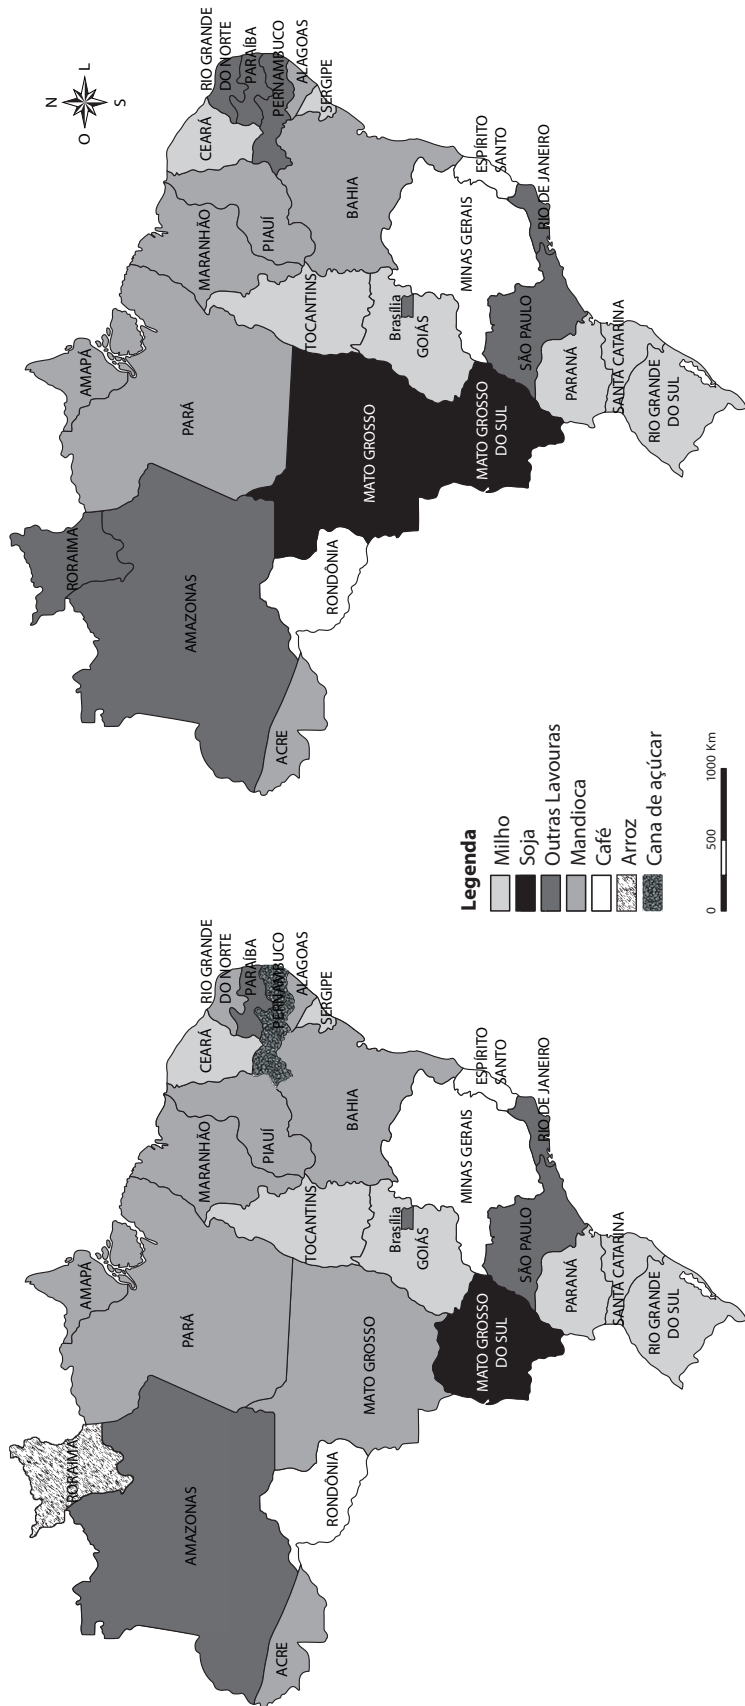 RORAIMA
AMAPÁ
AMAZONAS
PARÁ
MARANHÃO
CEARÁ
RIO GRANDE
DO NORTE
PARAÍBA
PERNAMBUCO
ALAGOAS
SERGIPE
PIAUÍ
ACRE
RONDÔNIA
MATO GROSSO
TOCANTINS
BAHIA
Brasília
GOIÁS
MINAS GERAIS
ESPÍRITO
SANTO
MATO GROSSO
DO SUL
SÃO PAULO
RIO DE JANEIRO
PARANÁ
SANTA CATARINA
RIO GRANDE
DO SUL
Legenda
Milho
Soja
Outras Lavouras
Mandioca
Café
Arroz
Cana de açúcar
0 500 1000 Km
N
O L
S
RORAIMA
AMAPÁ
AMAZONAS
PARÁ
MARANHÃO
CEARÁ
RIO GRANDE
DO NORTE
PARAÍBA
PERNAMBUCO
ALAGOAS
SERGIPE
PIAUÍ
ACRE
RONDÔNIA
MATO GROSSO
TOCANTINS
BAHIA
Brasília
GOIÁS
MINAS GERAIS
ESPÍRITO
SANTO
MATO GROSSO
DO SUL
SÃO PAULO
RIO DE JANEIRO
PARANÁ
SANTA CATARINA
RIO GRANDE
DO SUL